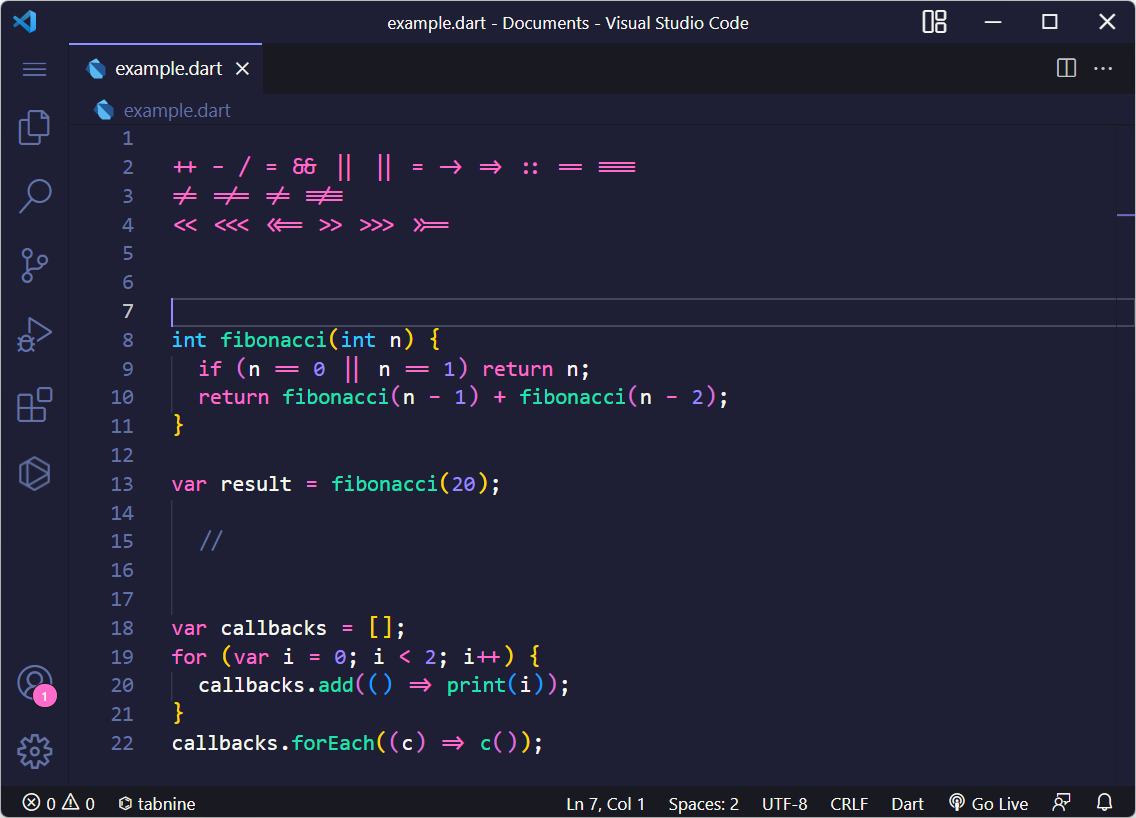 example.dart - Documents - Visual Studio Code
example.dart
example.dart
1
2 ++ - / = && || || = -> => :: == ===
3 != !== =/= =!==
4 << <<< <<== >> >>> >>==
5
6
7
8 int fibonacci(int n) {
9 if (n == 0 || n == 1) return n;
10 return fibonacci(n - 1) + fibonacci(n - 2);
11 }
12
13 var result = fibonacci(20);
14
15 //
16
17
18 var callbacks = [];
19 for (var i = 0; i < 2; i++) {
20 callbacks.add(() => print(i));
21 }
22 callbacks.forEach((c) => c());
1
0 0 tabnine Ln 7, Col 1 Spaces: 2 UTF-8 CRLF Dart Go Live